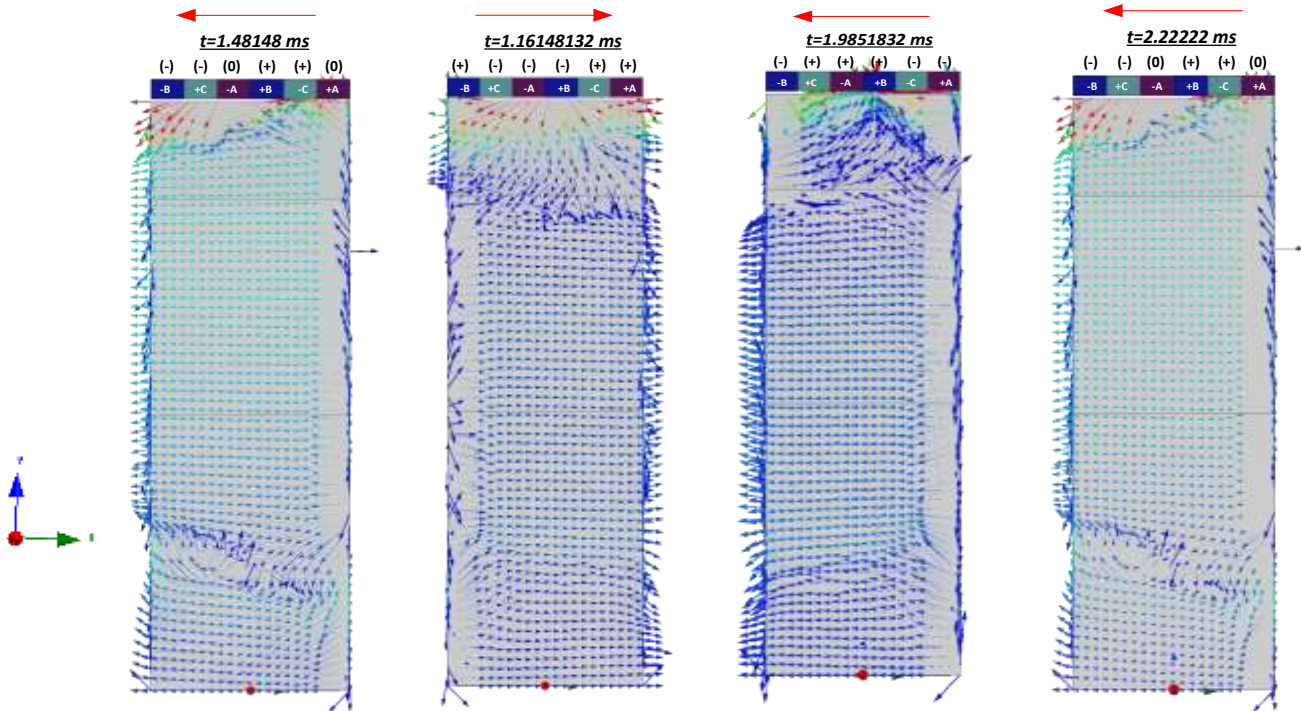 t=1.48148 ms
(-) (-) (0) (+) (+) (0)
-B +C -A +B -C +A
t=1.16148132 ms
(+) (-) (-) (-) (+) (+)
-B +C -A +B -C +A
t=1.9851832 ms
(-) (+) (+) (+) (-) (-)
-B +C -A +B -C +A
t=2.22222 ms
(-) (-) (0) (+) (+) (0)
-B +C -A +B -C +A